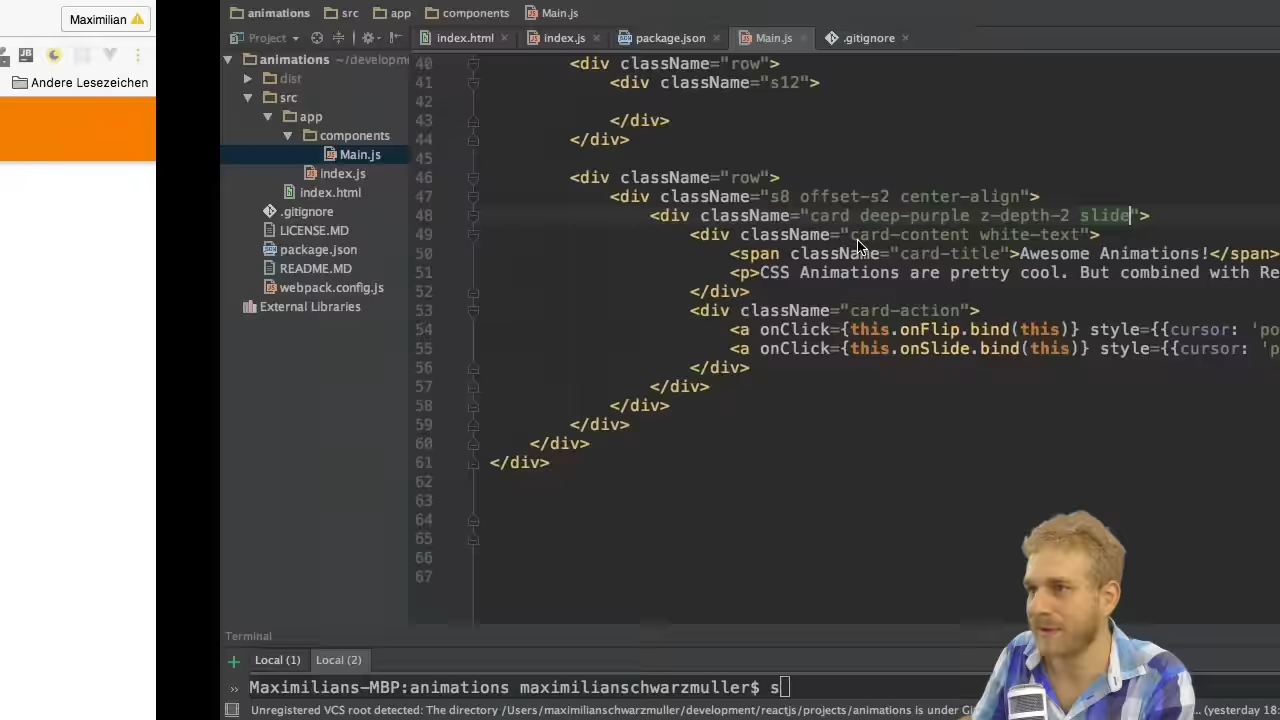 Maximilian
Andere Lesezeichen
animations src app components Main.js
Project
index.html index.js package.json Main.js .gitignore
animations
dist
src
app
components
Main.js
index.js
index.html
.gitignore
LICENSE.MD
package.json
README.MD
webpack.config.js
External Libraries
40 <div className="row">
41 <div className="s12">
42
43 </div>
44 </div>
45
46 <div className="row">
47 <div className="s8 offset-s2 center-align">
48 <div className="card deep-purple z-depth-2 slide">
49 <div className="card-content white-text">
50 <span className="card-title">Awesome Animations!</span>
51 <p>CSS Animations are pretty cool. But combined with Re
52 </div>
53 <div className="card-action">
54 <a onClick={this.onFlip.bind(this)} style={{cursor: 'po
55 <a onClick={this.onSlide.bind(this)} style={{cursor: 'p
56 </div>
57 </div>
58 </div>
59 </div>
60 </div>
61 </div>
62
63
64
65
66
67
Terminal
Local (1) Local (2)
Maximilians-MBP:animations maximilianschwarzmuller$ s
Unregistered VCS root detected: The directory /Users/maximilianschwarzmuller/development/reactjs/projects/animations is under
(yesterday 18: